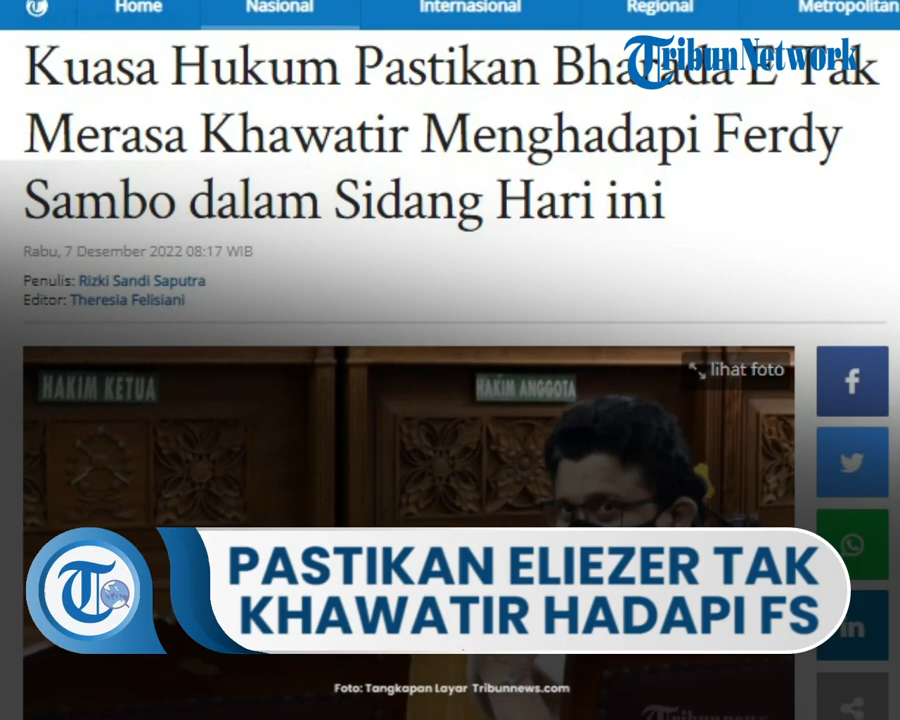 Home Nasional Internasional Regional Metropolitan
TribunNetwork
Kuasa Hukum Pastikan Bharada E Tak
Merasa Khawatir Menghadapi Ferdy
Sambo dalam Sidang Hari ini
Rabu, 7 Desember 2022 08:17 WIB
Penulis: Rizki Sandi Saputra
Editor: Theresia Felisiani
HAKIM KETUA
HAKIM ANGGOTA
lihat foto
PASTIKAN ELIEZER TAK
KHAWATIR HADAPI FS
Foto: Tangkapan Layar Tribunnews.com